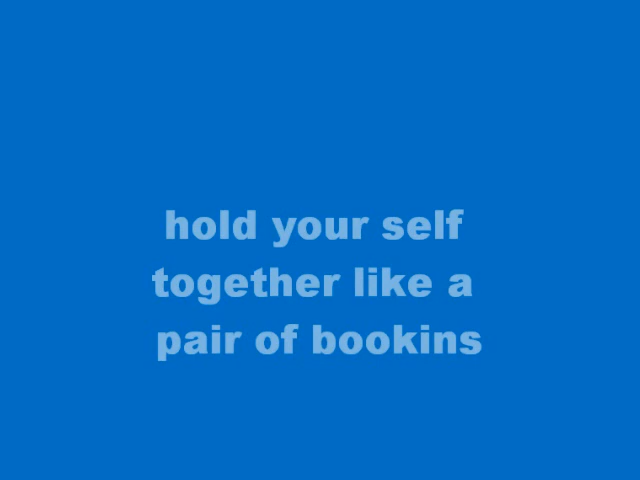 hold your self
together like a
pair of bookins